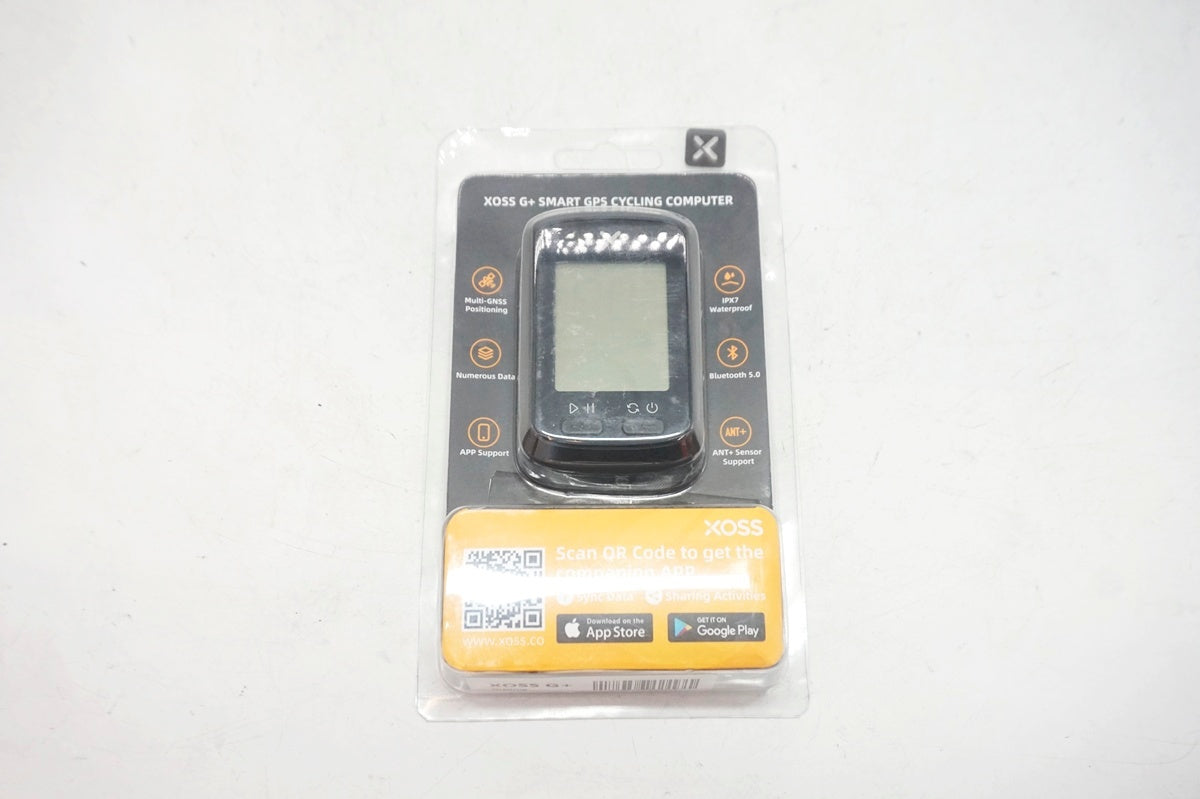 XOSS G+ SMART GPS CYCLING COMPUTER
Multi-GNSS
Positioning
Numerous Data
APP Support
IPX7
Waterproof
Bluetooth 5.0
ANT+
ANT+ Sensor
Support
XOSS
Scan QR Code to get the
companion APP
Sync Data
Sharing Activities
www.xoss.co
Download on the
App Store
GET IT ON
Google Play
XOSS G+